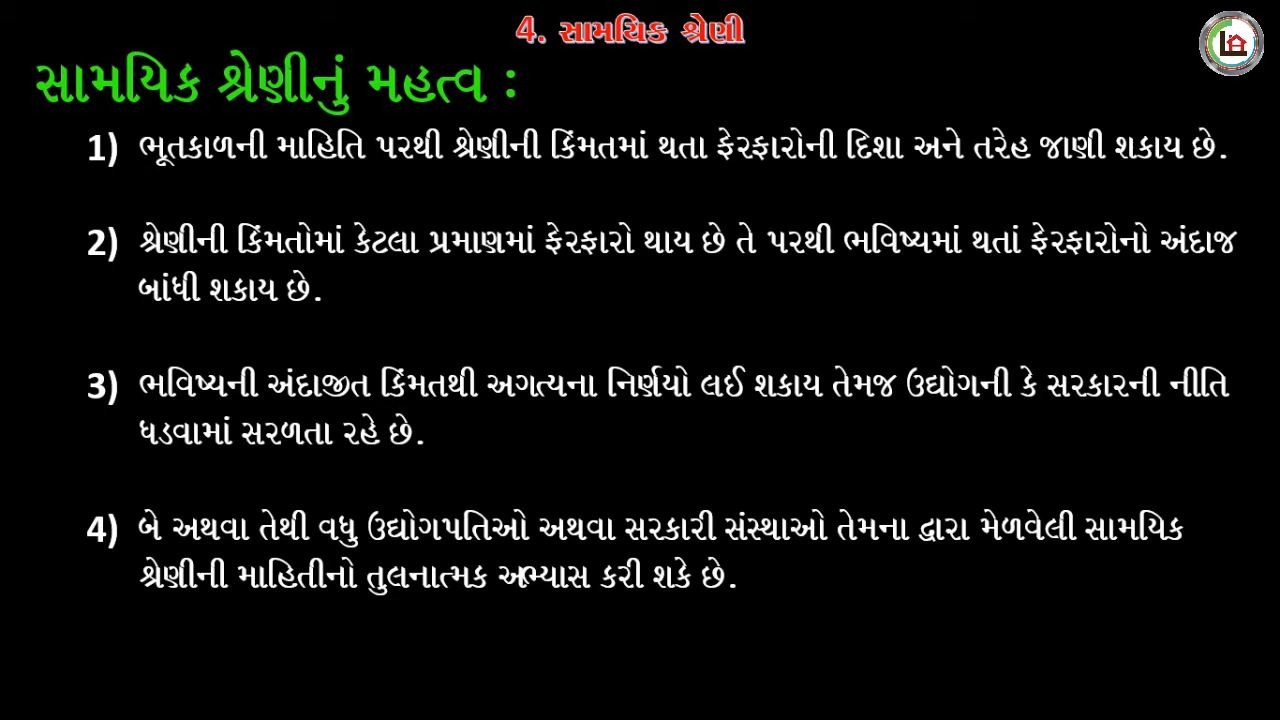 4. સામયિક શ્રેણી
સામયિક શ્રેણીનું મહત્વ :
1) ભૂતકાળની માહિતિ પરથી શ્રેણીની કિંમતમાં થતા ફેરફારોની દિશા અને તરેહ જાણી શકાય છે.
2) શ્રેણીની કિંમતોમાં કેટલા પ્રમાણમાં ફેરફારો થાય છે તે પરથી ભવિષ્યમાં થતાં ફેરફારોનો અંદાજ
બાંધી શકાય છે.
3) ભવિષ્યની અંદાજીત કિંમતથી અગત્યના નિર્ણયો લઈ શકાય તેમજ ઉદ્યોગની કે સરકારની નીતિ
ધડવામાં સરળતા રહે છે.
4) બે અથવા તેથી વધુ ઉદ્યોગપતિઓ અથવા સરકારી સંસ્થાઓ તેમના દ્વારા મેળવેલી સામયિક
શ્રેણીની માહિતીનો તુલનાત્મક અભ્યાસ કરી શકે છે.